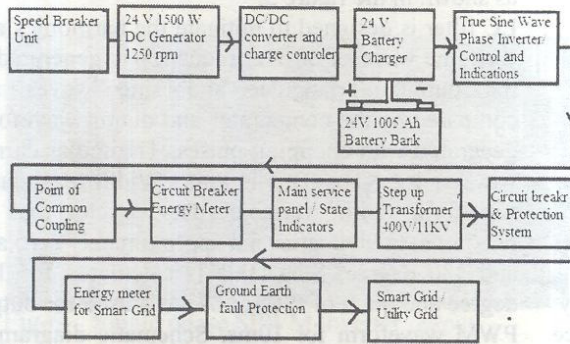 Speed Breaker
Unit
24 V 1500 W
DC Generator
1250 rpm
DC/DC
converter and
charge controler
24 V
Battery
Charger
True Sine Wave
Phase Inverter
Control and
Indications
+ −
24V 1005 Ah
Battery Bank
Point of
Common
Coupling
Circuit Breaker
Energy Meter
Main service
panel / State
Indicators
Step up
Transformer
400V/11KV
Circuit breakr
& Protection
System
Energy meter
for Smart Grid
Ground Earth
fault Protection
Smart Grid/
Utility Grid